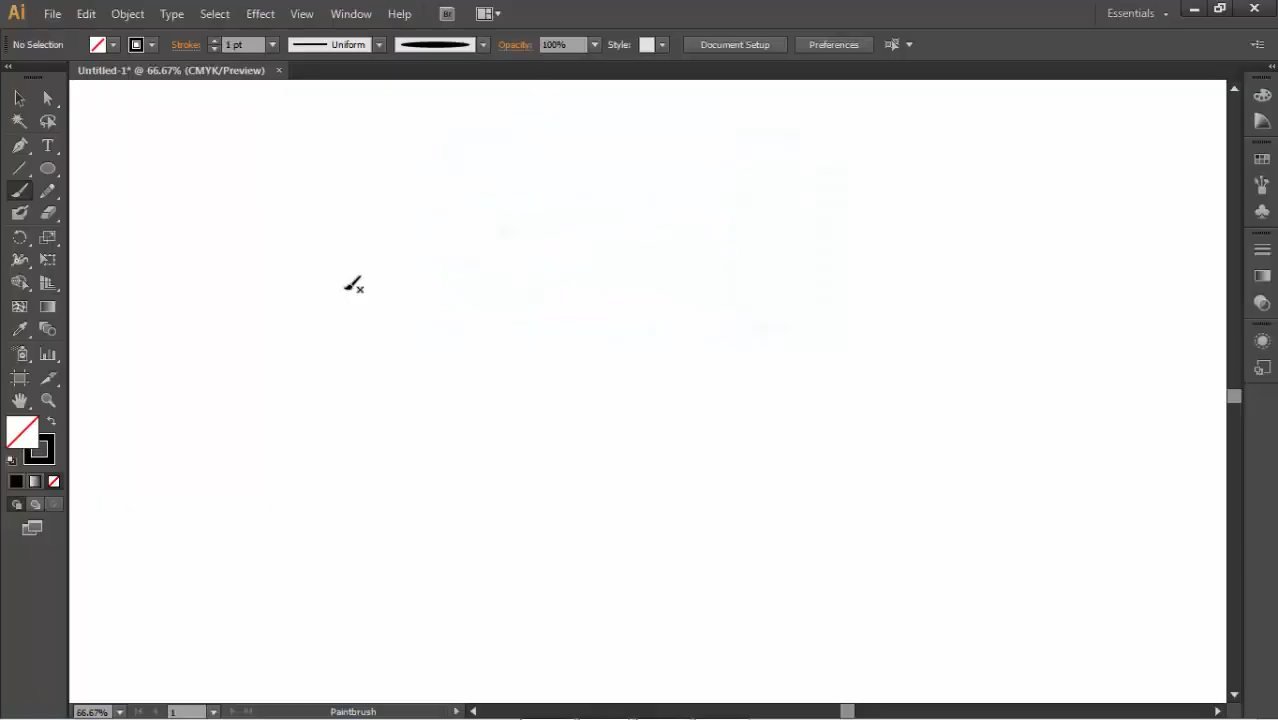 Ai File Edit Object Type Select Effect View Window Help Br Essentials
No Selection Stroke: 1 pt Uniform Opacity: 100% Style: Document Setup Preferences
Untitled-1* @ 66.67% (CMYK/Preview) ×
T
66.67% 1 Paintbrush